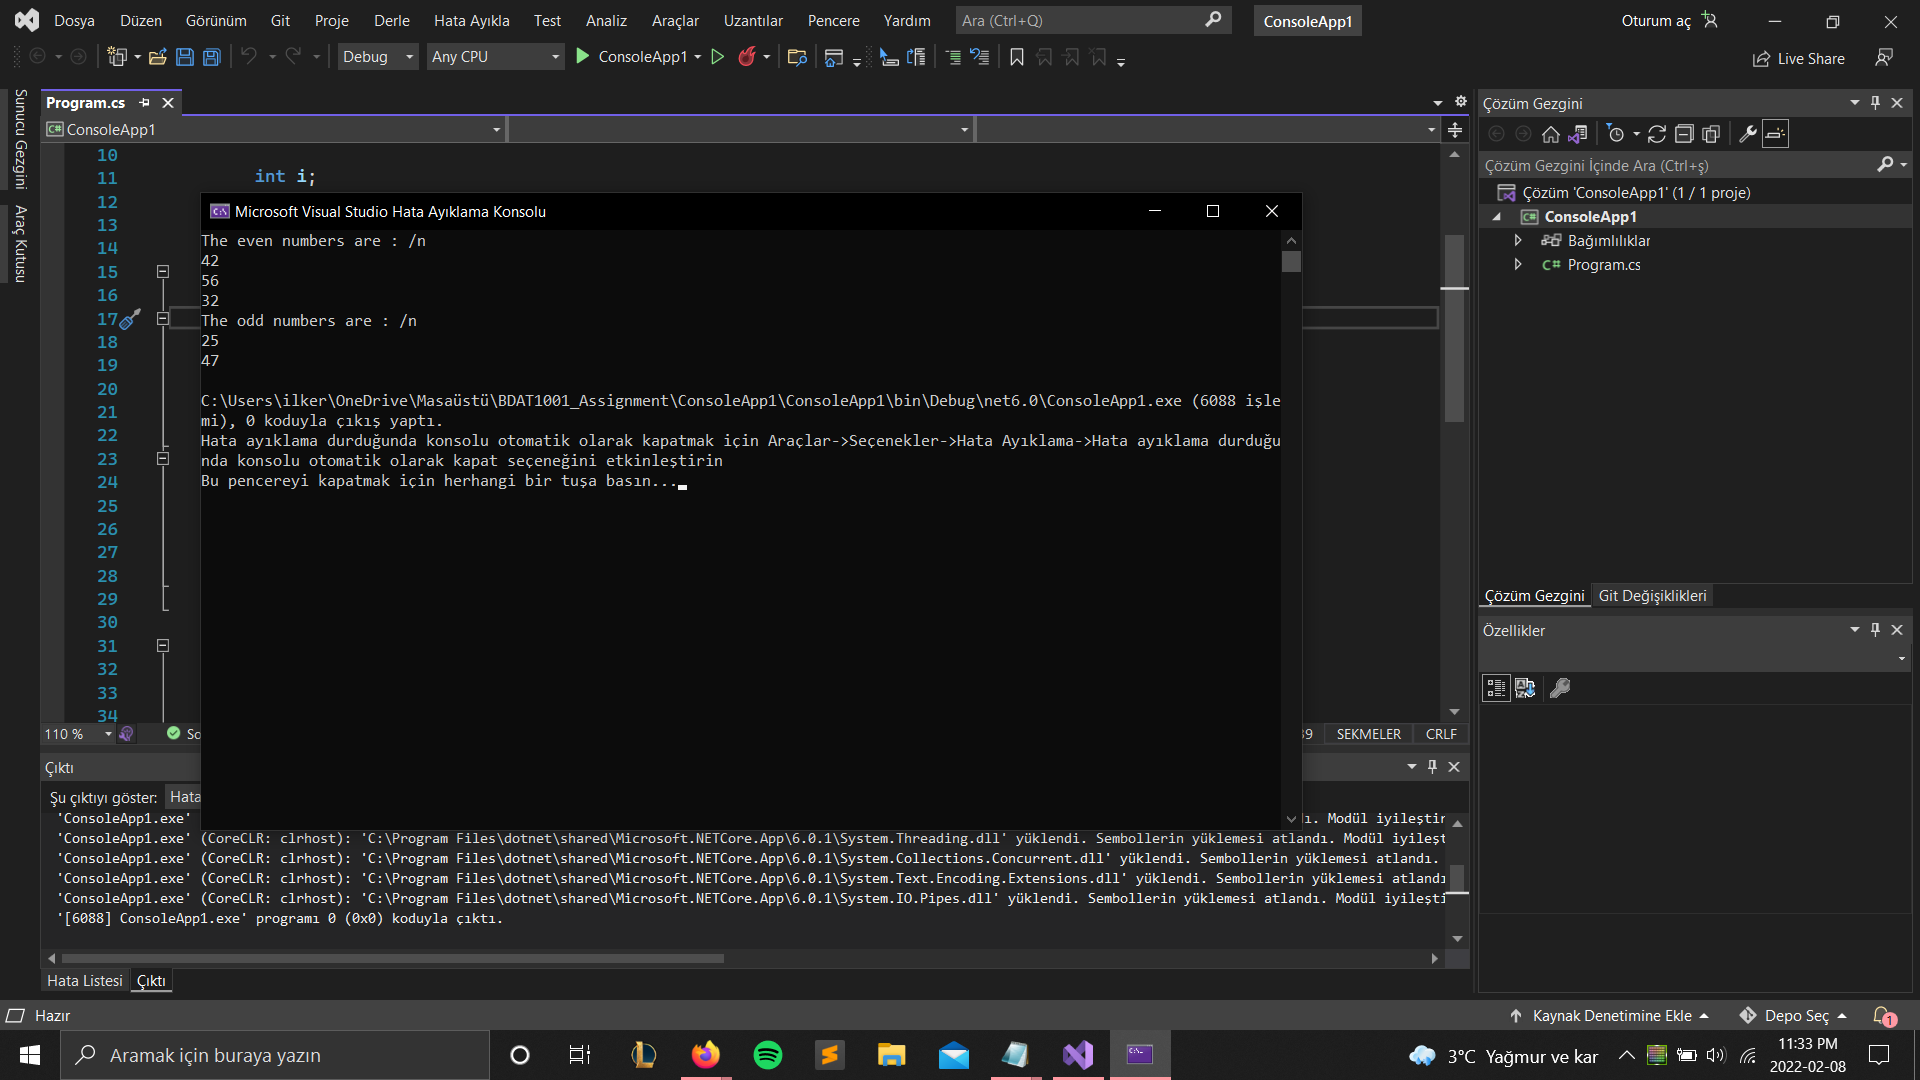 Dosya Düzen Görünüm Git Proje Derle Hata Ayıkla Test Analiz Araçlar Uzantılar Pencere Yardım Ara (Ctrl+Q) ConsoleApp1 Oturum aç
Debug Any CPU ConsoleApp1 Live Share
Sunucu Gezgini
Araç Kutusu
Program.cs
ConsoleApp1
10
11 int i;
12
13
14
15
16
17
18
19
20
21
22
23
24
25
26
27
28
29
30
31
32
33
34
Microsoft Visual Studio Hata Ayıklama Konsolu
The even numbers are : /n
42
56
32
The odd numbers are : /n
25
47
C:\Users\ilker\OneDrive\Masaüstü\BDAT1001_Assignment\ConsoleApp1\ConsoleApp1\bin\Debug\net6.0\ConsoleApp1.exe (6088 işle
mi), 0 koduyla çıkış yaptı.
Hata ayıklama durduğunda konsolu otomatik olarak kapatmak için Araçlar->Seçenekler->Hata Ayıklama->Hata ayıklama durduğu
nda konsolu otomatik olarak kapat seçeneğini etkinleştirin
Bu pencereyi kapatmak için herhangi bir tuşa basın...
110 % So 39 SEKMELER CRLF
Çıktı
Şu çıktıyı göster: Hata
'ConsoleApp1.exe' ı. Modül iyileştir
'ConsoleApp1.exe' (CoreCLR: clrhost): 'C:\Program Files\dotnet\shared\Microsoft.NETCore.App\6.0.1\System.Threading.dll' yüklendi. Sembollerin yüklemesi atlandı. Modül iyileşt
'ConsoleApp1.exe' (CoreCLR: clrhost): 'C:\Program Files\dotnet\shared\Microsoft.NETCore.App\6.0.1\System.Collections.Concurrent.dll' yüklendi. Sembollerin yüklemesi atlandı.
'ConsoleApp1.exe' (CoreCLR: clrhost): 'C:\Program Files\dotnet\shared\Microsoft.NETCore.App\6.0.1\System.Text.Encoding.Extensions.dll' yüklendi. Sembollerin yüklemesi atlandı
'ConsoleApp1.exe' (CoreCLR: clrhost): 'C:\Program Files\dotnet\shared\Microsoft.NETCore.App\6.0.1\System.IO.Pipes.dll' yüklendi. Sembollerin yüklemesi atlandı. Modül iyileşti
'[6088] ConsoleApp1.exe' programı 0 (0x0) koduyla çıktı.
Hata Listesi Çıktı
Çözüm Gezgini
Çözüm Gezgini İçinde Ara (Ctrl+ş)
Çözüm 'ConsoleApp1' (1 / 1 proje)
ConsoleApp1
Bağımlılıklar
C# Program.cs
Çözüm Gezgini Git Değişiklikleri
Özellikler
Hazır Kaynak Denetimine Ekle Depo Seç 1
Aramak için buraya yazın 3°C Yağmur ve kar 11:33 PM
2022-02-08